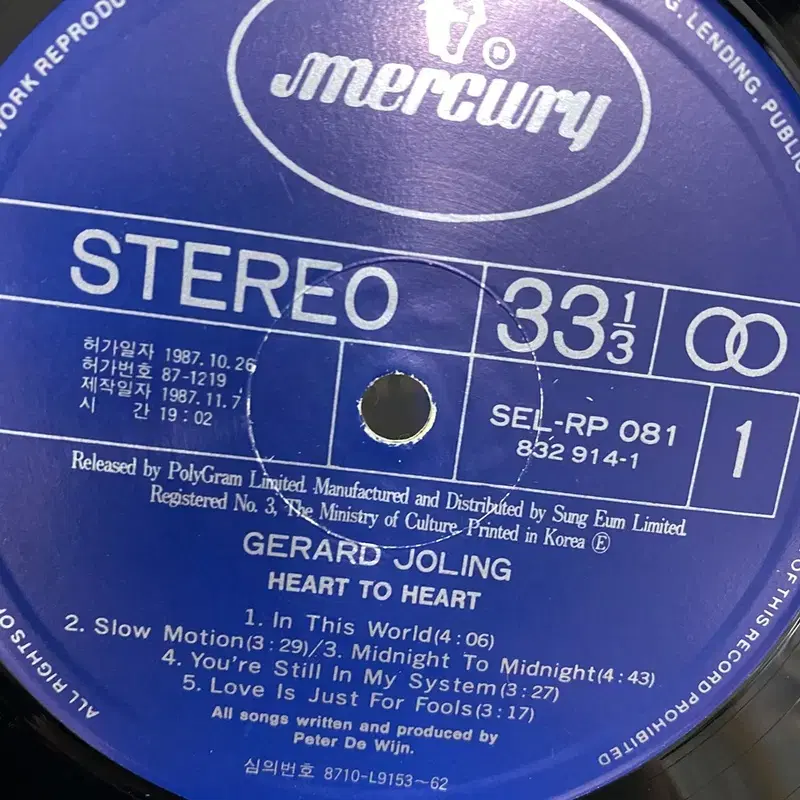 WORK REPRODU
G. LENDING, PUBLIC
®
mercury
STEREO
33 1/3
허가일자 1987.10.26
허가번호 87-1219
제작일자 1987.11.7
시 간 19:02
SEL-RP 081
832 914-1
1
Released by PolyGram Limited. Manufactured and Distributed by Sung Eum Limited.
Registered No. 3, The Ministry of Culture. Printed in Korea Ⓔ
GERARD JOLING
HEART TO HEART
1. In This World(4:06)
2. Slow Motion(3:29)/3. Midnight To Midnight(4:43)
4. You're Still In My System(3:27)
5. Love Is Just For Fools(3:17)
All songs written and produced by
Peter De Wijn.
심의번호 8710-L9153~62
ALL RIGHTS O
OF THIS RECORD PROHIBITED